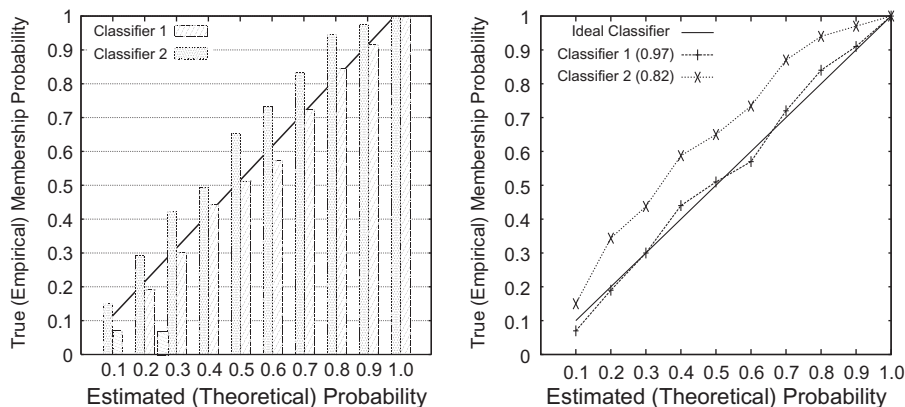 True (Empirical) Membership Probability
1
0.9
0.8
0.7
0.6
0.5
0.4
0.3
0.2
0.1
0
Classifier 1
Classifier 2
0.1 0.2 0.3 0.4 0.5 0.6 0.7 0.8 0.9 1.0
Estimated (Theoretical) Probability
True (Empirical) Membership Probability
1
0.9
0.8
0.7
0.6
0.5
0.4
0.3
0.2
0.1
0
Ideal Classifier
Classifier 1 (0.97)
Classifier 2 (0.82)
0.1 0.2 0.3 0.4 0.5 0.6 0.7 0.8 0.9 1.0
Estimated (Theoretical) Probability